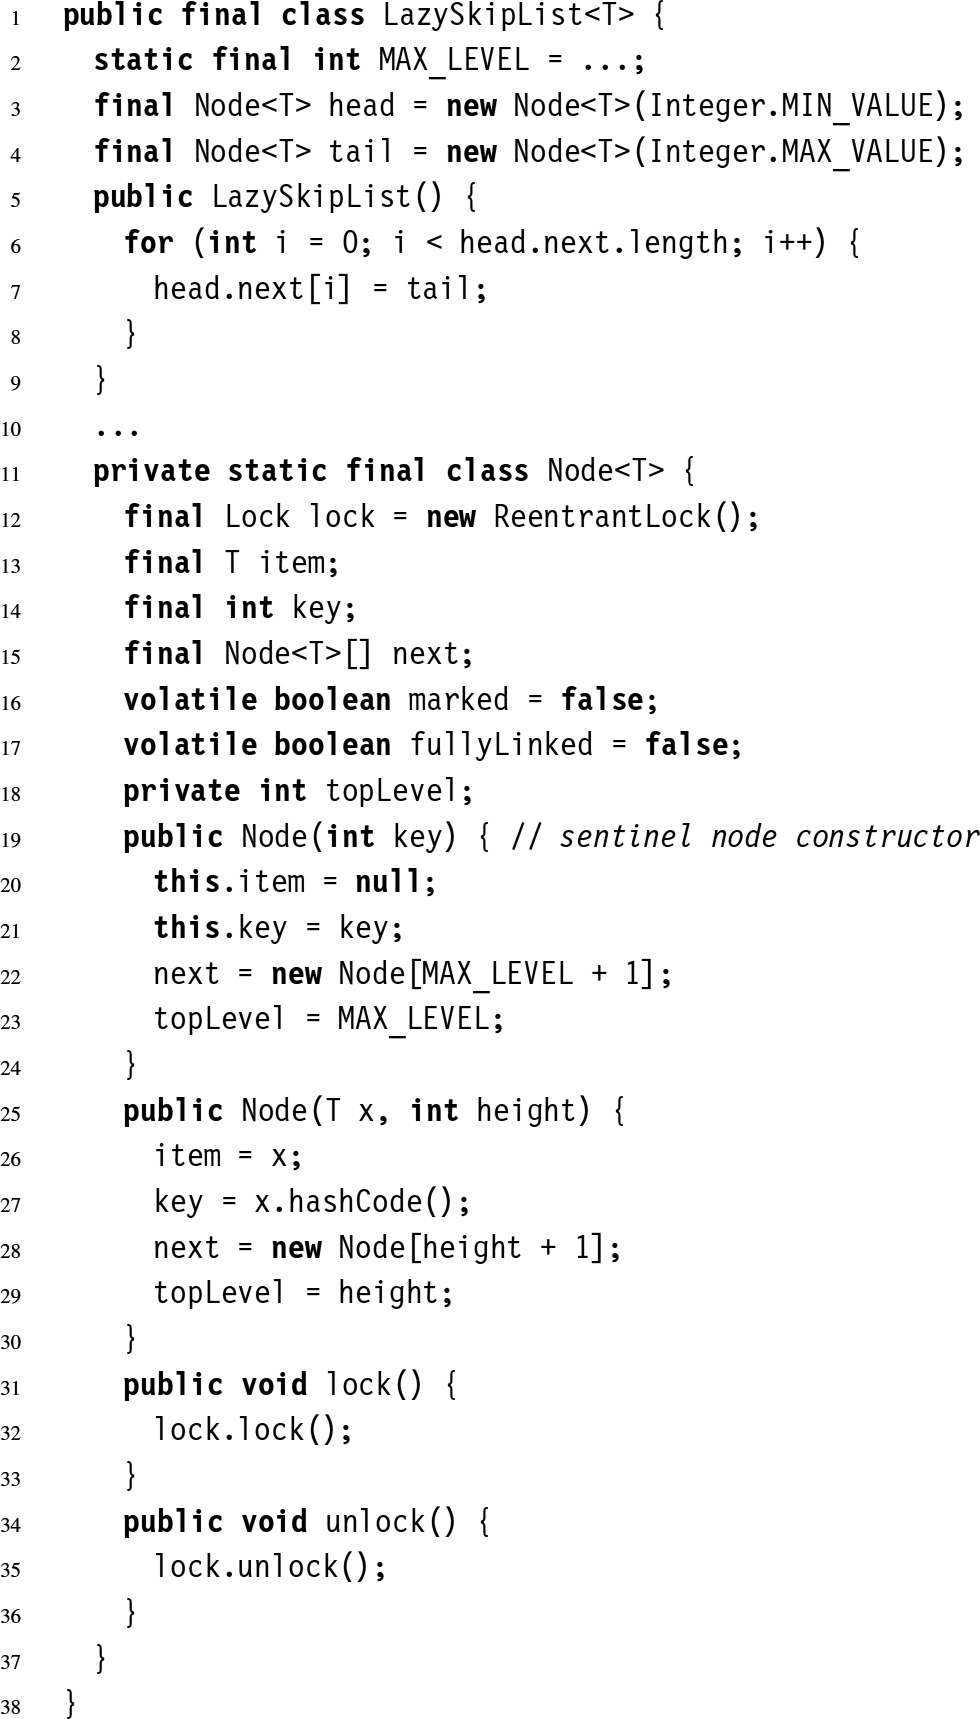 1 public final class LazySkipList<T> {
2 static final int MAX_LEVEL = ...;
3 final Node<T> head = new Node<T>(Integer.MIN_VALUE);
4 final Node<T> tail = new Node<T>(Integer.MAX_VALUE);
5 public LazySkipList() {
6 for (int i = 0; i < head.next.length; i++) {
7 head.next[i] = tail;
8 }
9 }
10 ...
11 private static final class Node<T> {
12 final Lock lock = new ReentrantLock();
13 final T item;
14 final int key;
15 final Node<T>[] next;
16 volatile boolean marked = false;
17 volatile boolean fullyLinked = false;
18 private int topLevel;
19 public Node(int key) { // sentinel node constructor
20 this.item = null;
21 this.key = key;
22 next = new Node[MAX_LEVEL + 1];
23 topLevel = MAX_LEVEL;
24 }
25 public Node(T x, int height) {
26 item = x;
27 key = x.hashCode();
28 next = new Node[height + 1];
29 topLevel = height;
30 }
31 public void lock() {
32 lock.lock();
33 }
34 public void unlock() {
35 lock.unlock();
36 }
37 }
38 }